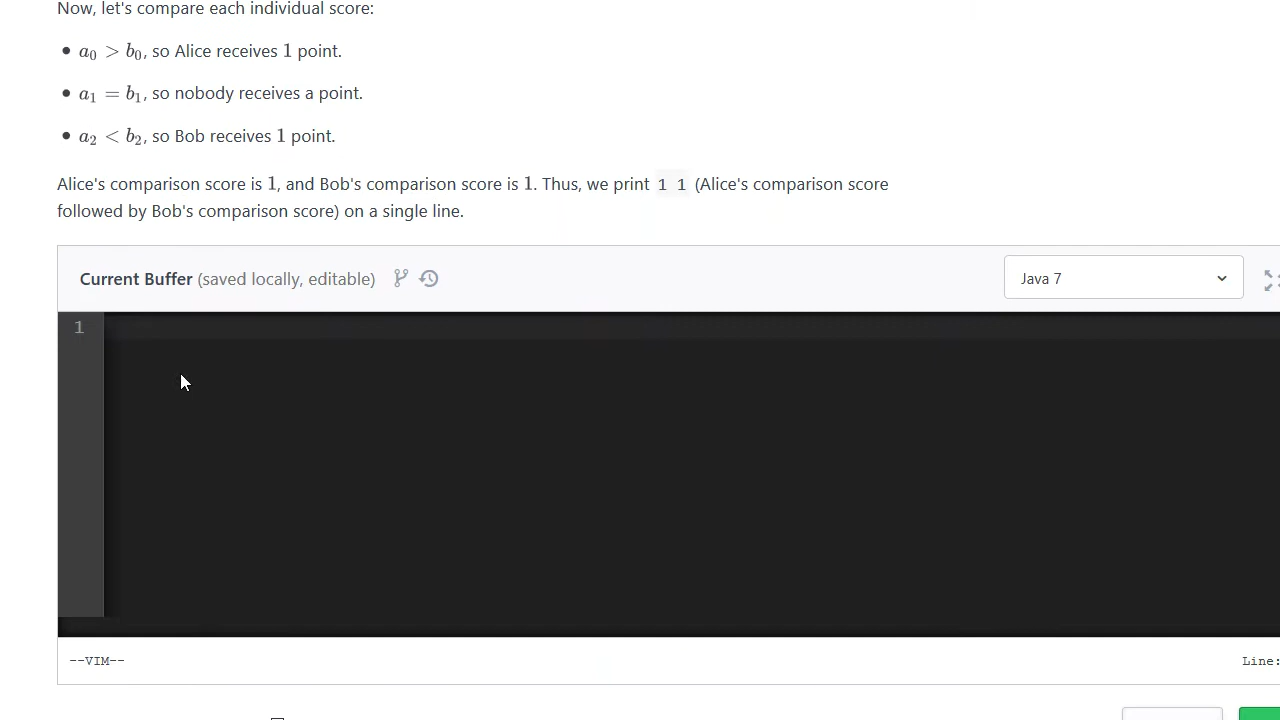 Now, let's compare each individual score:
• a₀ > b₀, so Alice receives 1 point.
• a₁ = b₁, so nobody receives a point.
• a₂ < b₂, so Bob receives 1 point.
Alice's comparison score is 1, and Bob's comparison score is 1. Thus, we print 1 1 (Alice's comparison score
followed by Bob's comparison score) on a single line.
Current Buffer (saved locally, editable)
Java 7
1
--VIM--
Line: